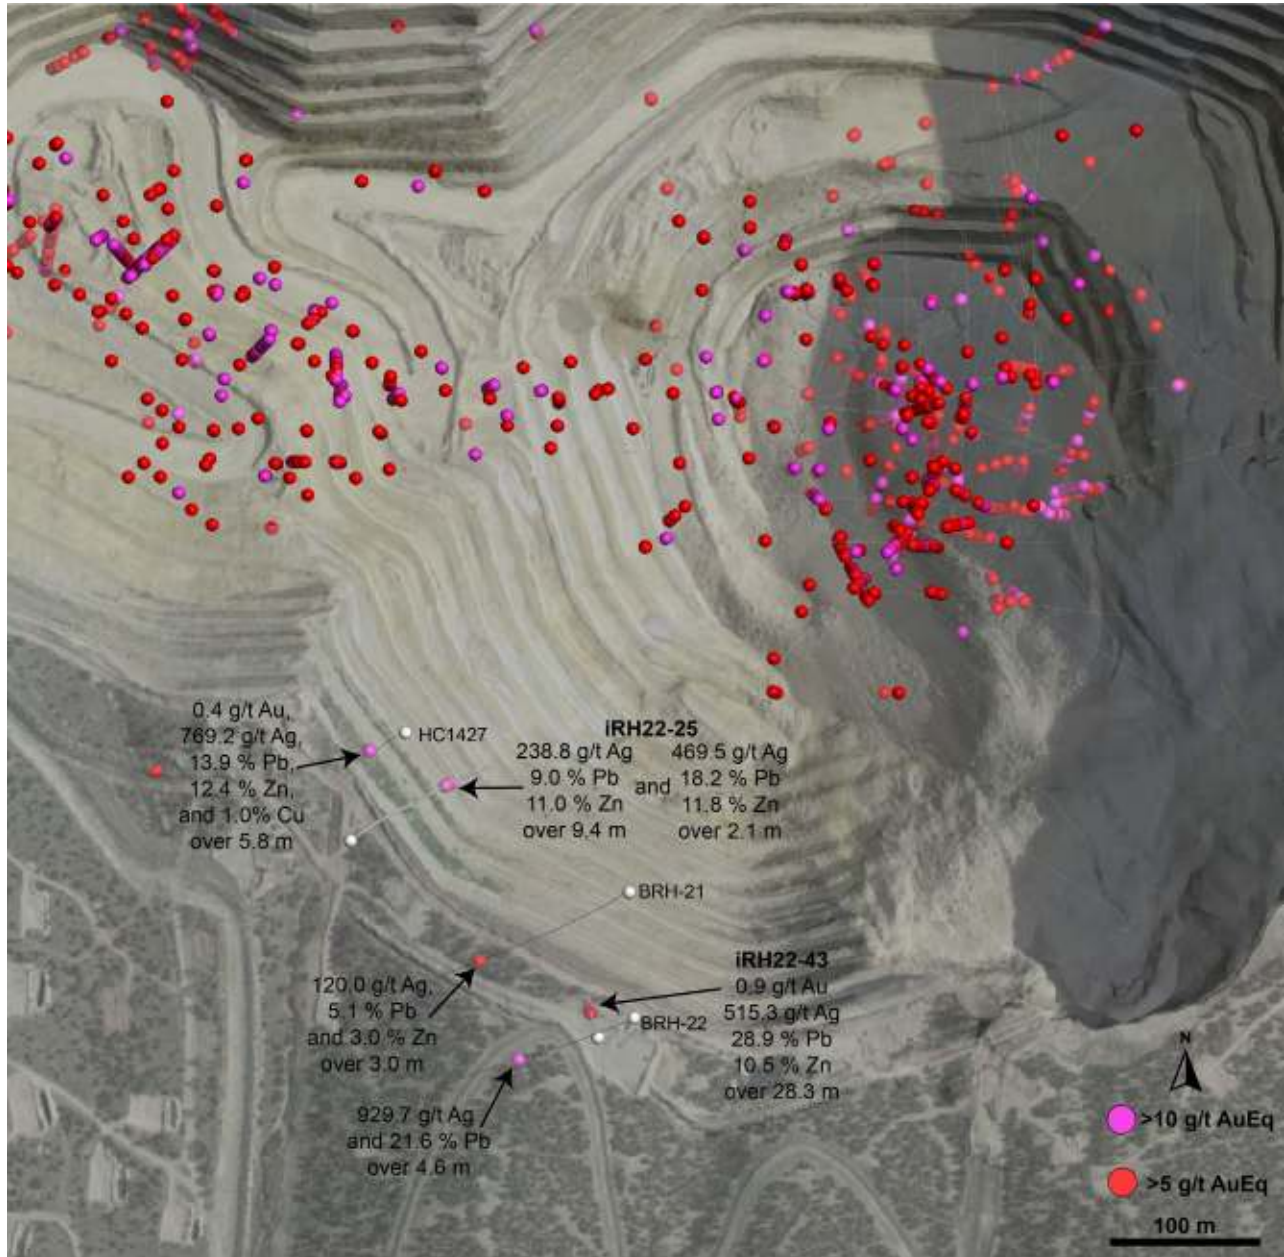 0.4 g/t Au,
769.2 g/t Ag,
13.9 % Pb,
12.4 % Zn,
and 1.0% Cu
over 5.8 m
HC1427
iRH22-25
238.8 g/t Ag
9.0 % Pb
11.0 % Zn
over 9.4 m
and
469.5 g/t Ag
18.2 % Pb
11.8 % Zn
over 2.1 m
BRH-21
120.0 g/t Ag,
5.1 % Pb
and 3.0 % Zn
over 3.0 m
iRH22-43
0.9 g/t Au
515.3 g/t Ag
28.9 % Pb
10.5 % Zn
over 28.3 m
BRH-22
929.7 g/t Ag
and 21.6 % Pb
over 4.6 m
N
>10 g/t AuEq
>5 g/t AuEq
100 m